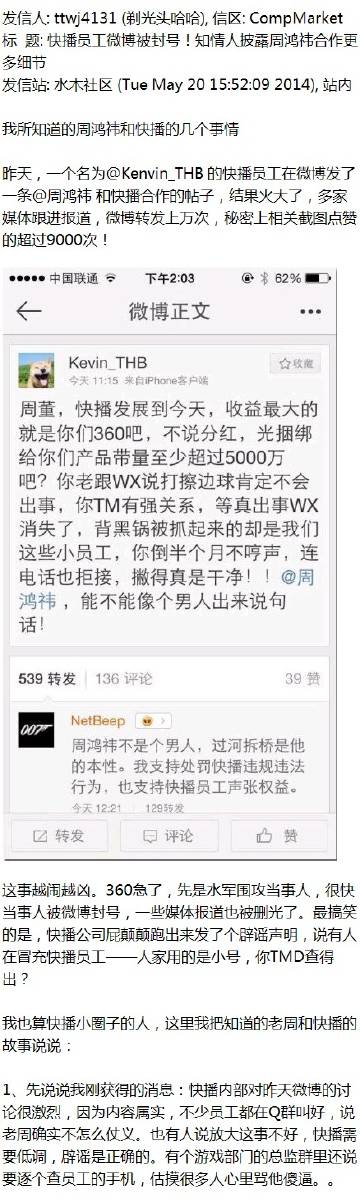 发信人: ttwj4131 (剃光头哈哈), 信区: CompMarket
标  题: 快播员工微博被封号！知情人披露周鸿祎合作更
多细节
发信站: 水木社区 (Tue May 20 15:52:09 2014), 站内
我所知道的周鸿祎和快播的几个事情
昨天，一个名为@Kenvin_THB 的快播员工在微博发了
一条@周鸿祎 和快播合作的帖子，结果火大了，多家
媒体跟进报道，微博转发上万次，秘密上相关截图点赞
的超过9000次！
中国联通 下午2:03 62%
微博正文
Kevin_THB
收藏
今天 11:15 来自iPhone客户端
周董，快播发展到今天，收益最大的
就是你们360吧，不说分红，光捆绑
给你们产品带量至少超过5000万
吧？你老跟WX说打擦边球肯定不会
出事，你TM有强关系，等真出事WX
消失了，背黑锅被抓起来的却是我们
这些小员工，你倒半个月不哼声，连
电话也拒接，撇得真是干净！！@周
鸿祎 ，能不能像个男人出来说句
话！
539 转发 | 136 评论 39 赞
007
NetBeep
周鸿祎不是个男人，过河拆桥是他
的本性。我支持处罚快播违规违法
行为，也支持快播员工声张权益。
今天 12:21 129转发
转发 评论 赞
这事越闹越凶。360急了，先是水军围攻当事人，很快
当事人被微博封号，一些媒体报道也被删光了。最搞笑
的是，快播公司屁颠颠跑出来发了个辟谣声明，说有人
在冒充快播员工——人家用的是小号，你TMD查得
出？
我也算快播小圈子的人，这里我把知道的老周和快播的
故事说说：
1、先说说我刚获得的消息：快播内部对昨天微博的讨
论很激烈，因为内容属实，不少员工都在Q群叫好，说
老周确实不怎么仗义。也有人说放大这事不好，快播需
要低调，辟谣是正确的。有个游戏部门的总监群里还说
要逐个查员工的手机，估摸很多人心里骂他傻逼。。